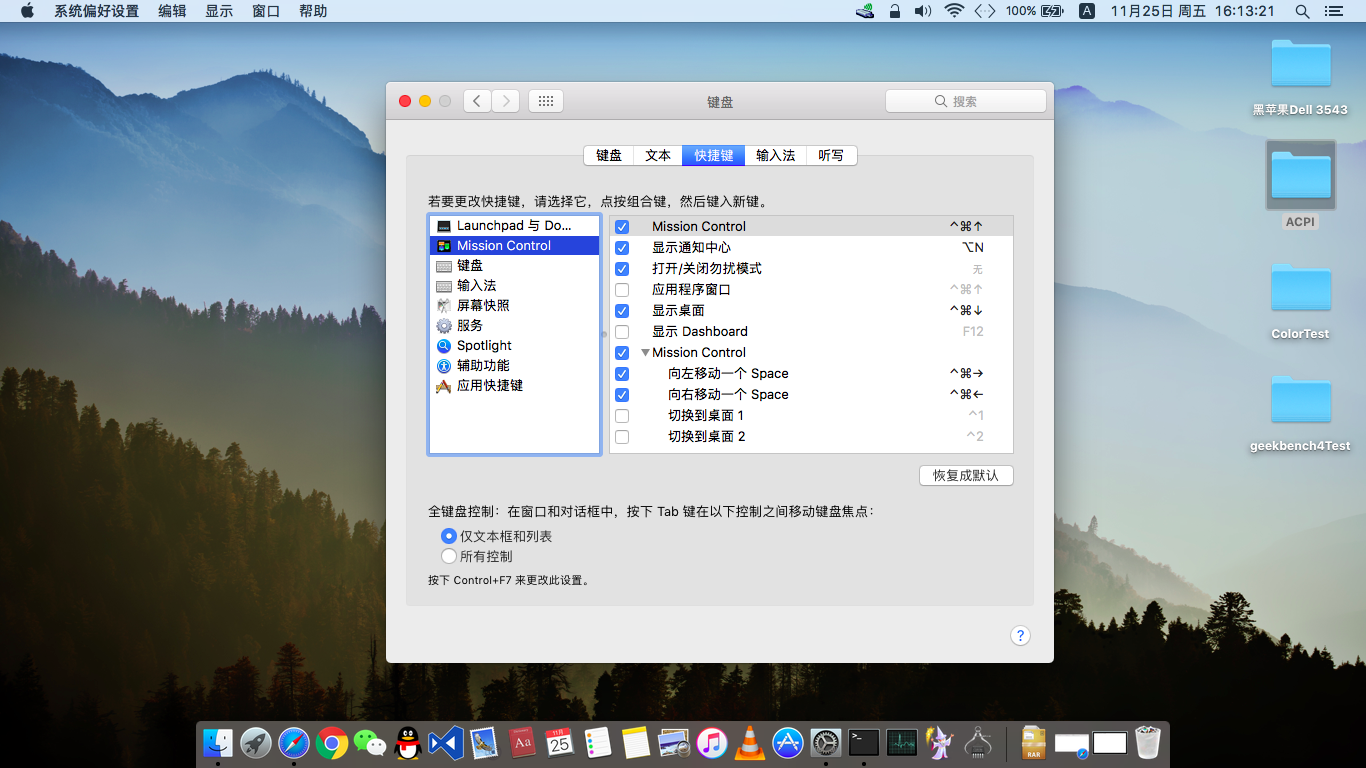 系统偏好设置 编辑 显示 窗口 帮助 100% A 11月25日 周五 16:13:21
键盘
搜索
黑苹果Dell 3543
ACPI
ColorTest
geekbench4Test
键盘 文本 快捷键 输入法 听写
若要更改快捷键，请选择它，点按组合键，然后键入新键。
Launchpad 与 Do...
Mission Control
键盘
输入法
屏幕快照
服务
Spotlight
辅助功能
应用快捷键
Mission Control ^⌘↑
显示通知中心 ⌥N
打开/关闭勿扰模式 无
应用程序窗口 ^⌘↑
显示桌面 ^⌘↓
显示 Dashboard F12
Mission Control
向左移动一个 Space ^⌘→
向右移动一个 Space ^⌘←
切换到桌面 1 ^1
切换到桌面 2 ^2
恢复成默认
全键盘控制：在窗口和对话框中，按下 Tab 键在以下控制之间移动键盘焦点：
仅文本框和列表
所有控制
按下 Control+F7 来更改此设置。
?
Aa
11月
25
>_
RAR